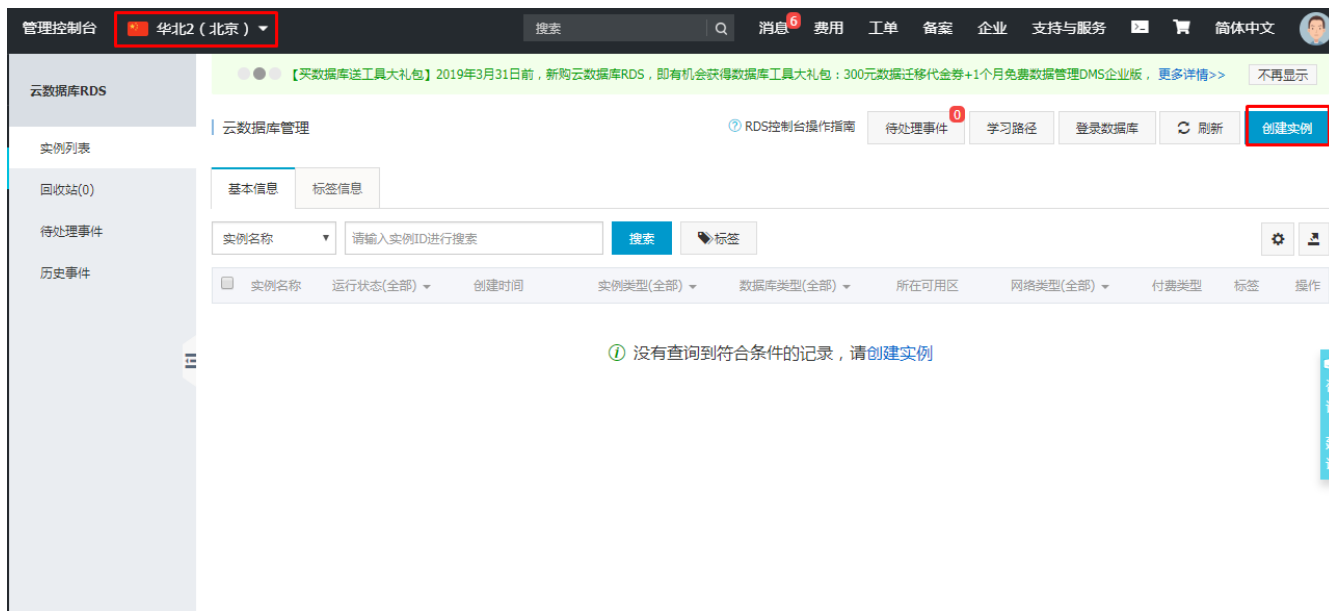 管理控制台 华北2（北京） 搜索 消息 6 费用 工单 备案 企业 支持与服务 简体中文
云数据库RDS
实例列表
回收站(0)
待处理事件
历史事件
【买数据库送工具大礼包】2019年3月31日前，新购云数据库RDS，即有机会获得数据库工具大礼包：300元数据迁移代金券+1个月免费数据管理DMS企业版， 更多详情>> 不再显示
云数据库管理 RDS控制台操作指南 待处理事件 0 学习路径 登录数据库 刷新 创建实例
基本信息 标签信息
实例名称 请输入实例ID进行搜索 搜索 标签
实例名称 运行状态(全部) 创建时间 实例类型(全部) 数据库类型(全部) 所在可用区 网络类型(全部) 付费类型 标签 操作
没有查询到符合条件的记录，请创建实例